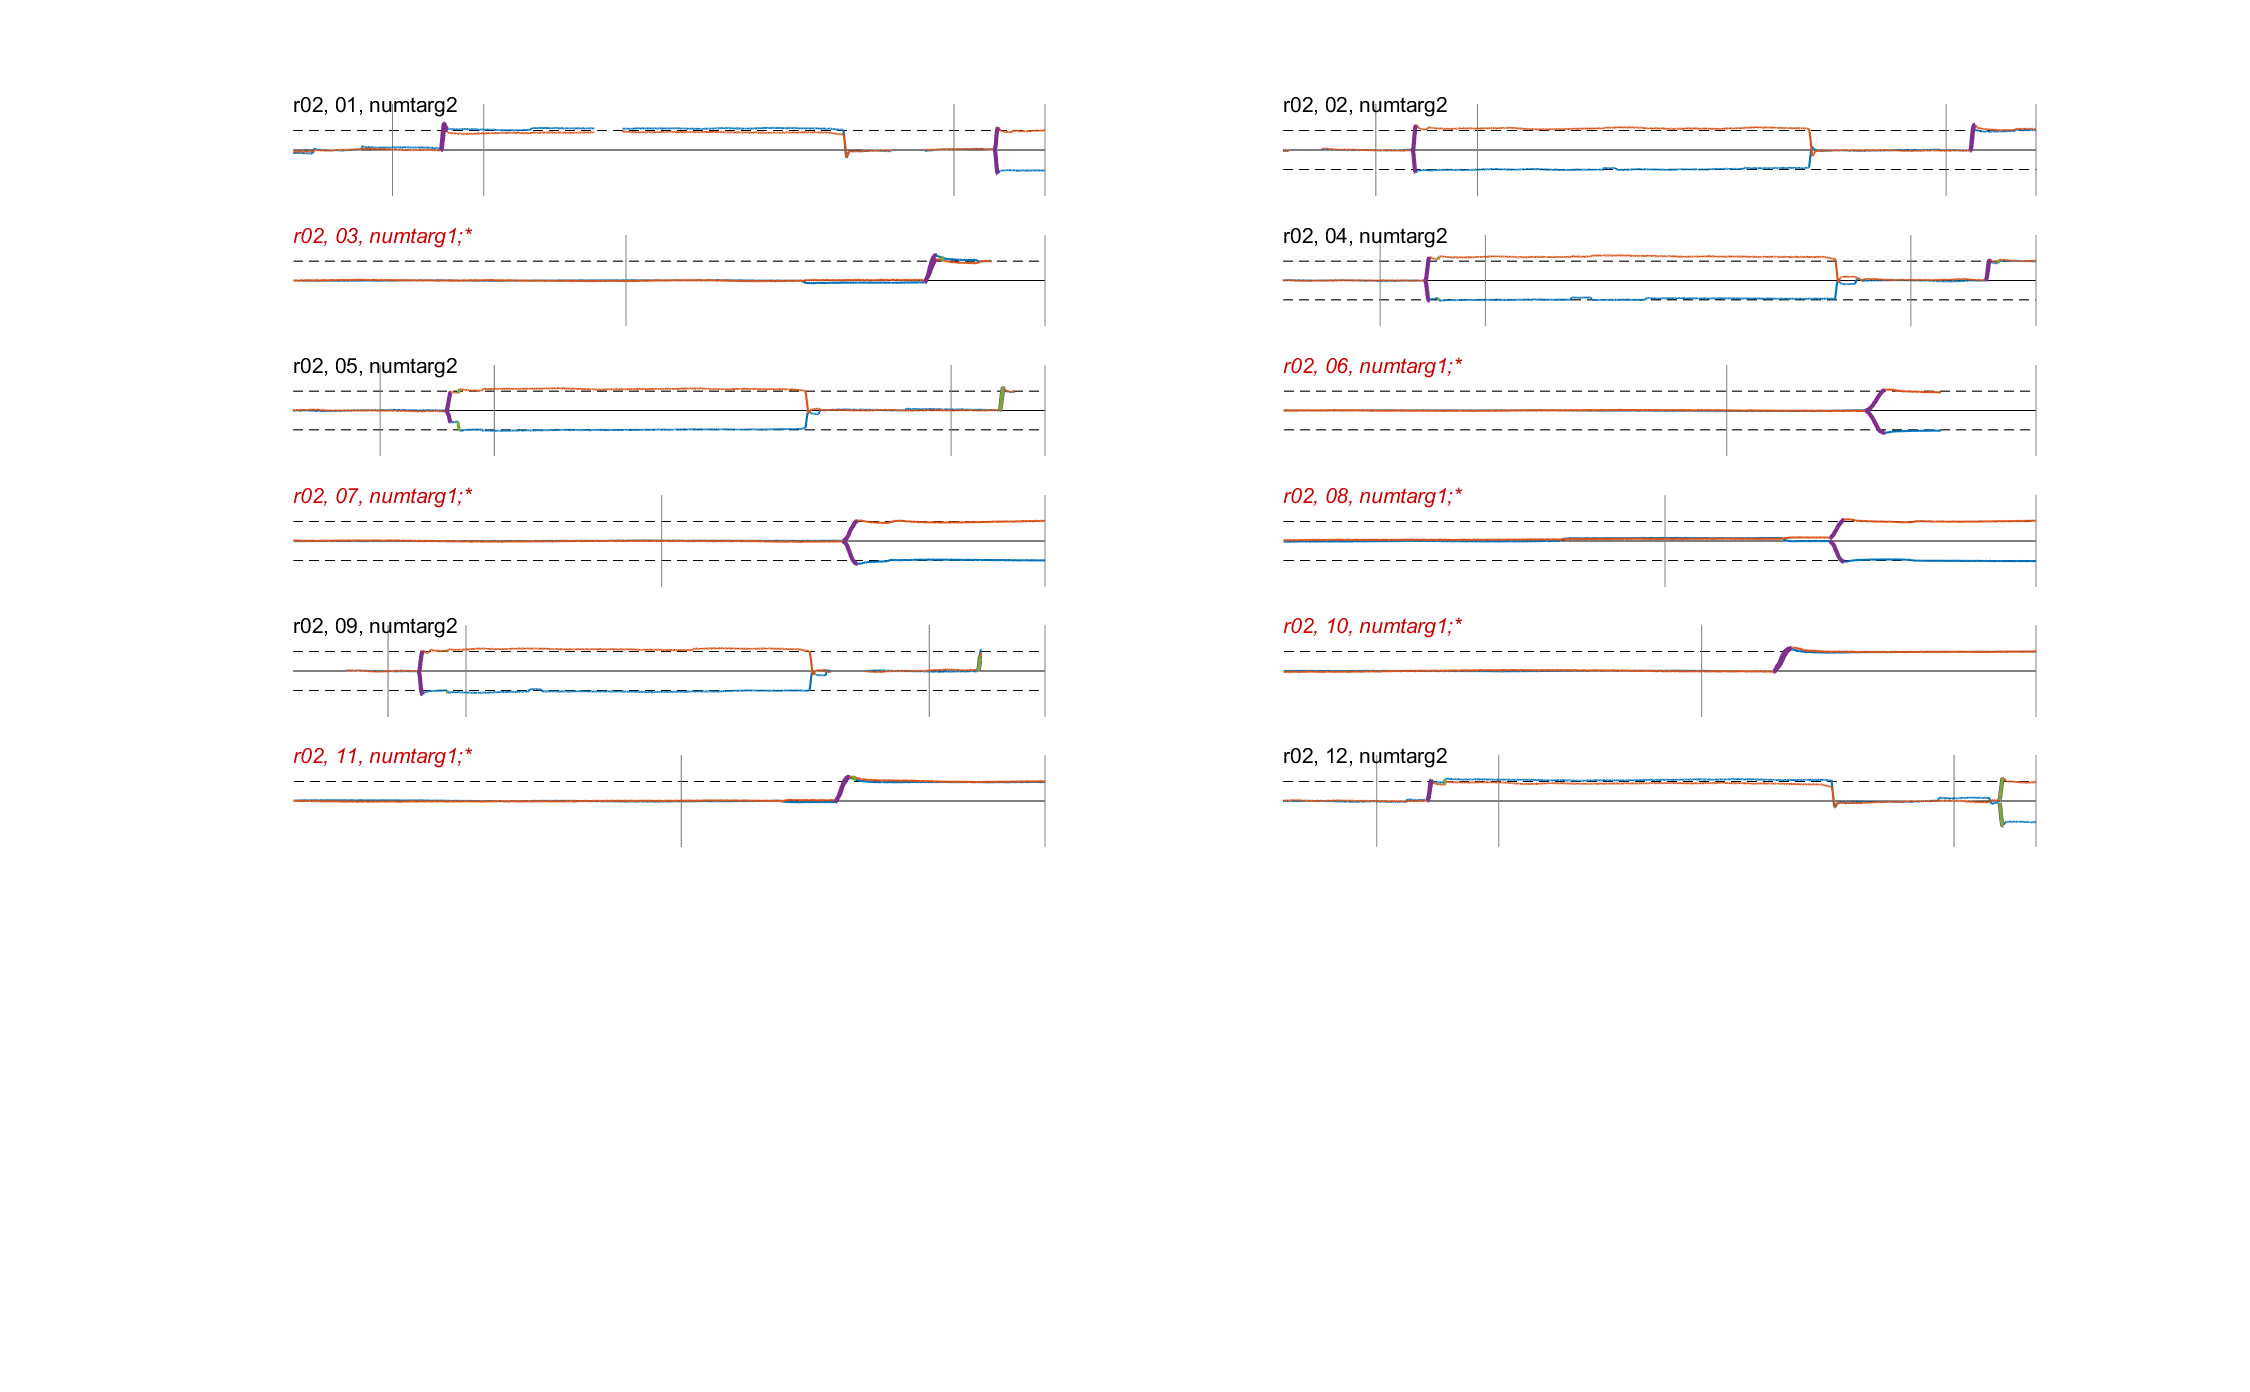 r02, 01, numtarg2
r02, 02, numtarg2
r02, 03, numtarg1;*
r02, 04, numtarg2
r02, 05, numtarg2
r02, 06, numtarg1;*
r02, 07, numtarg1;*
r02, 08, numtarg1;*
r02, 09, numtarg2
r02, 10, numtarg1;*
r02, 11, numtarg1;*
r02, 12, numtarg2